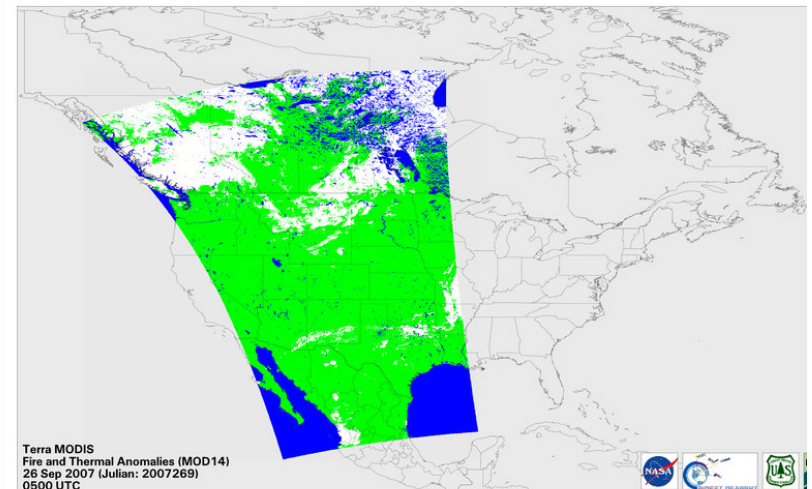 Terra MODIS
Fire and Thermal Anomalies (MOD14)
26 Sep 2007 (Julian: 2007269)
0500 UTC
NASA